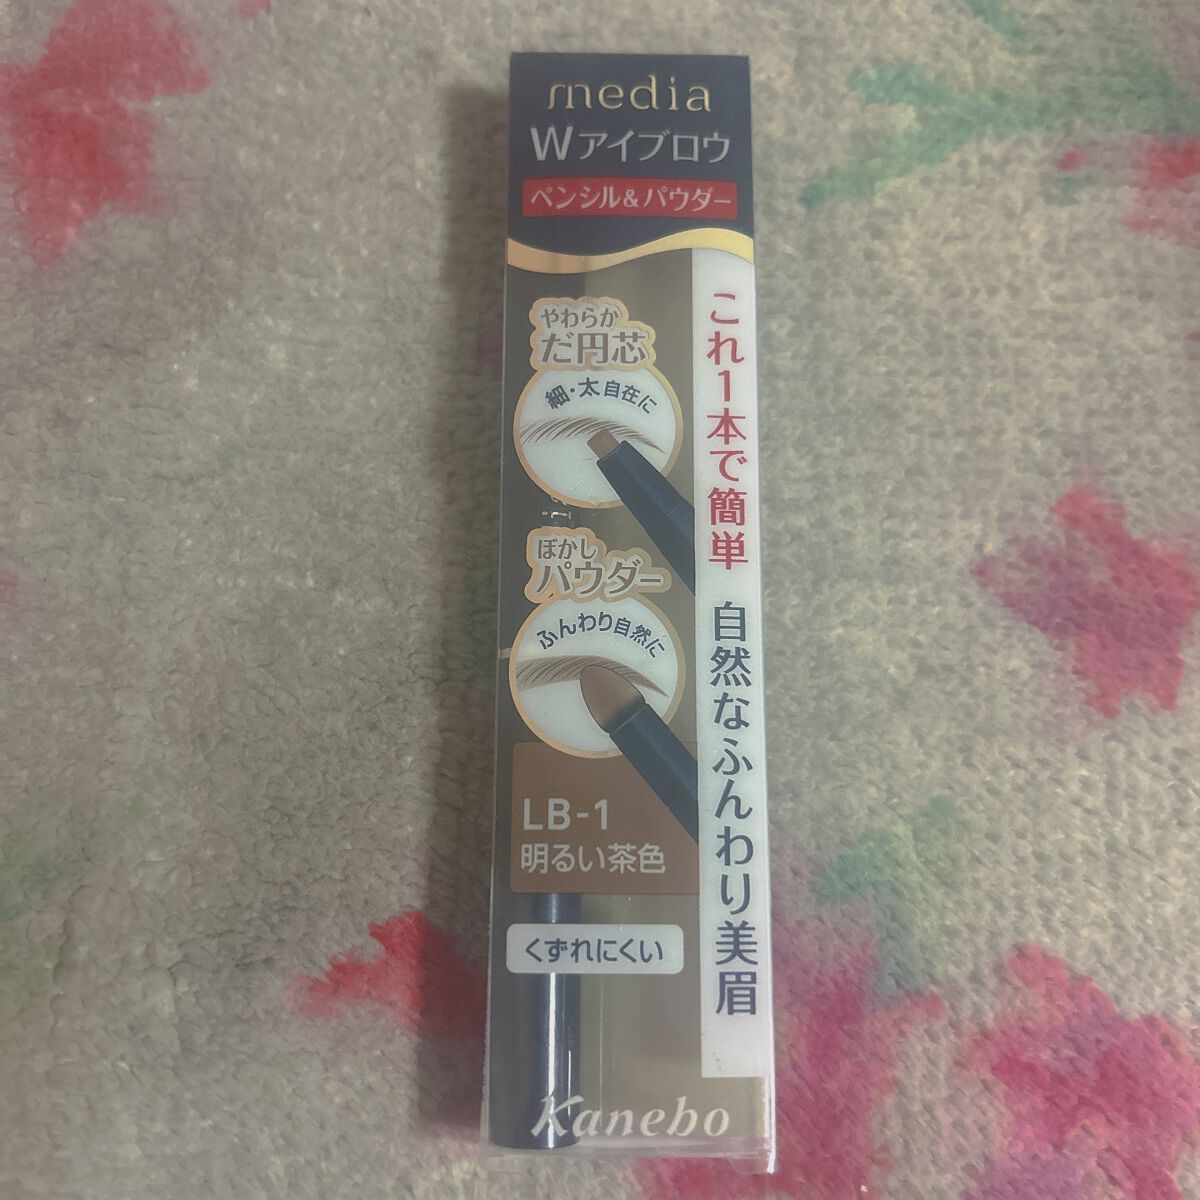 media
Wアイブロウ
ペンシル&パウダー
これ1本で簡単 自然なふんわり美眉
やわらか
だ円芯
細・太自在に
ぼかし
パウダー
ふんわり自然に
LB-1
明るい茶色
くずれにくい
Kanebo